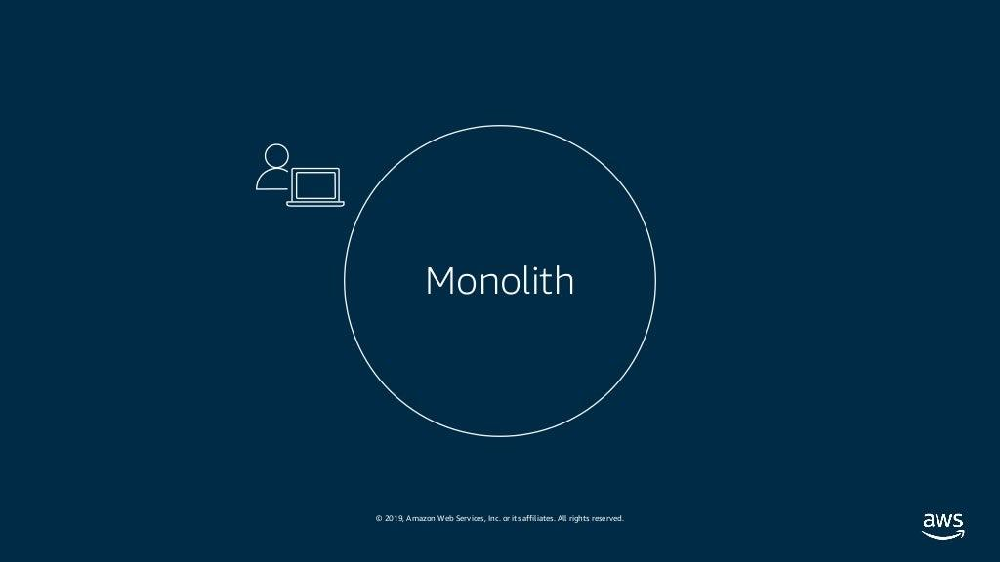 Monolith
© 2019, Amazon Web Services, Inc. or its affiliates. All rights reserved.
aws